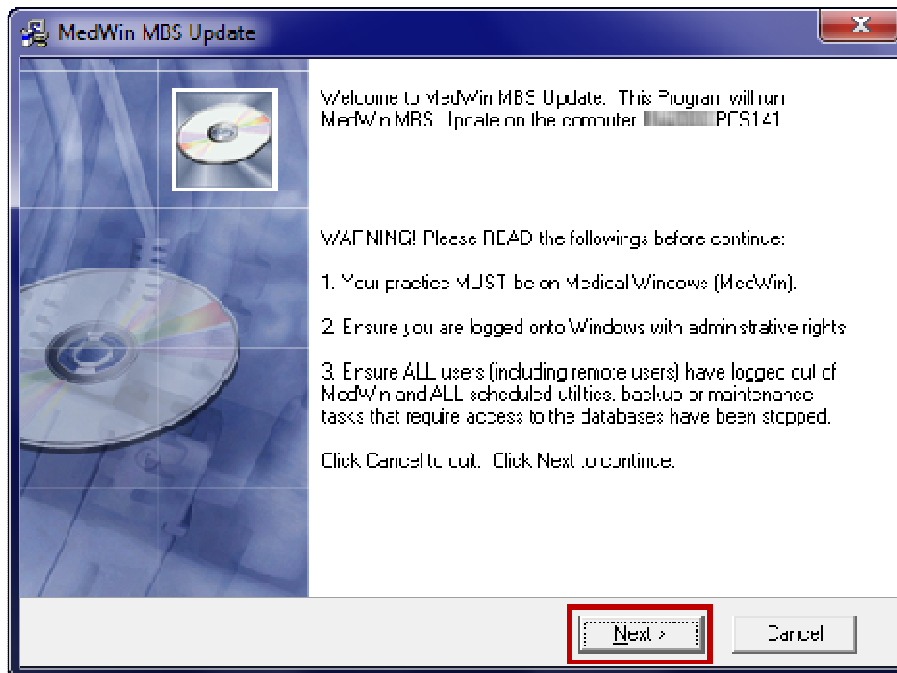 MedWin MBS Update
Welcome to MedWin MBS Update. This Program will run
MedWin MBS Update on the computer PCS141
WARNING! Please READ the followings before continue:
1. Your practice MUST be on Medical Windows (MedWin).
2. Ensure you are logged onto Windows with administrative rights
3. Ensure ALL users (including remote users) have logged out of
MedWin and ALL scheduled utilities, backup or maintenance
tasks that require access to the databases have been stopped.
Click Cancel to quit. Click Next to continue.
Next >
Cancel